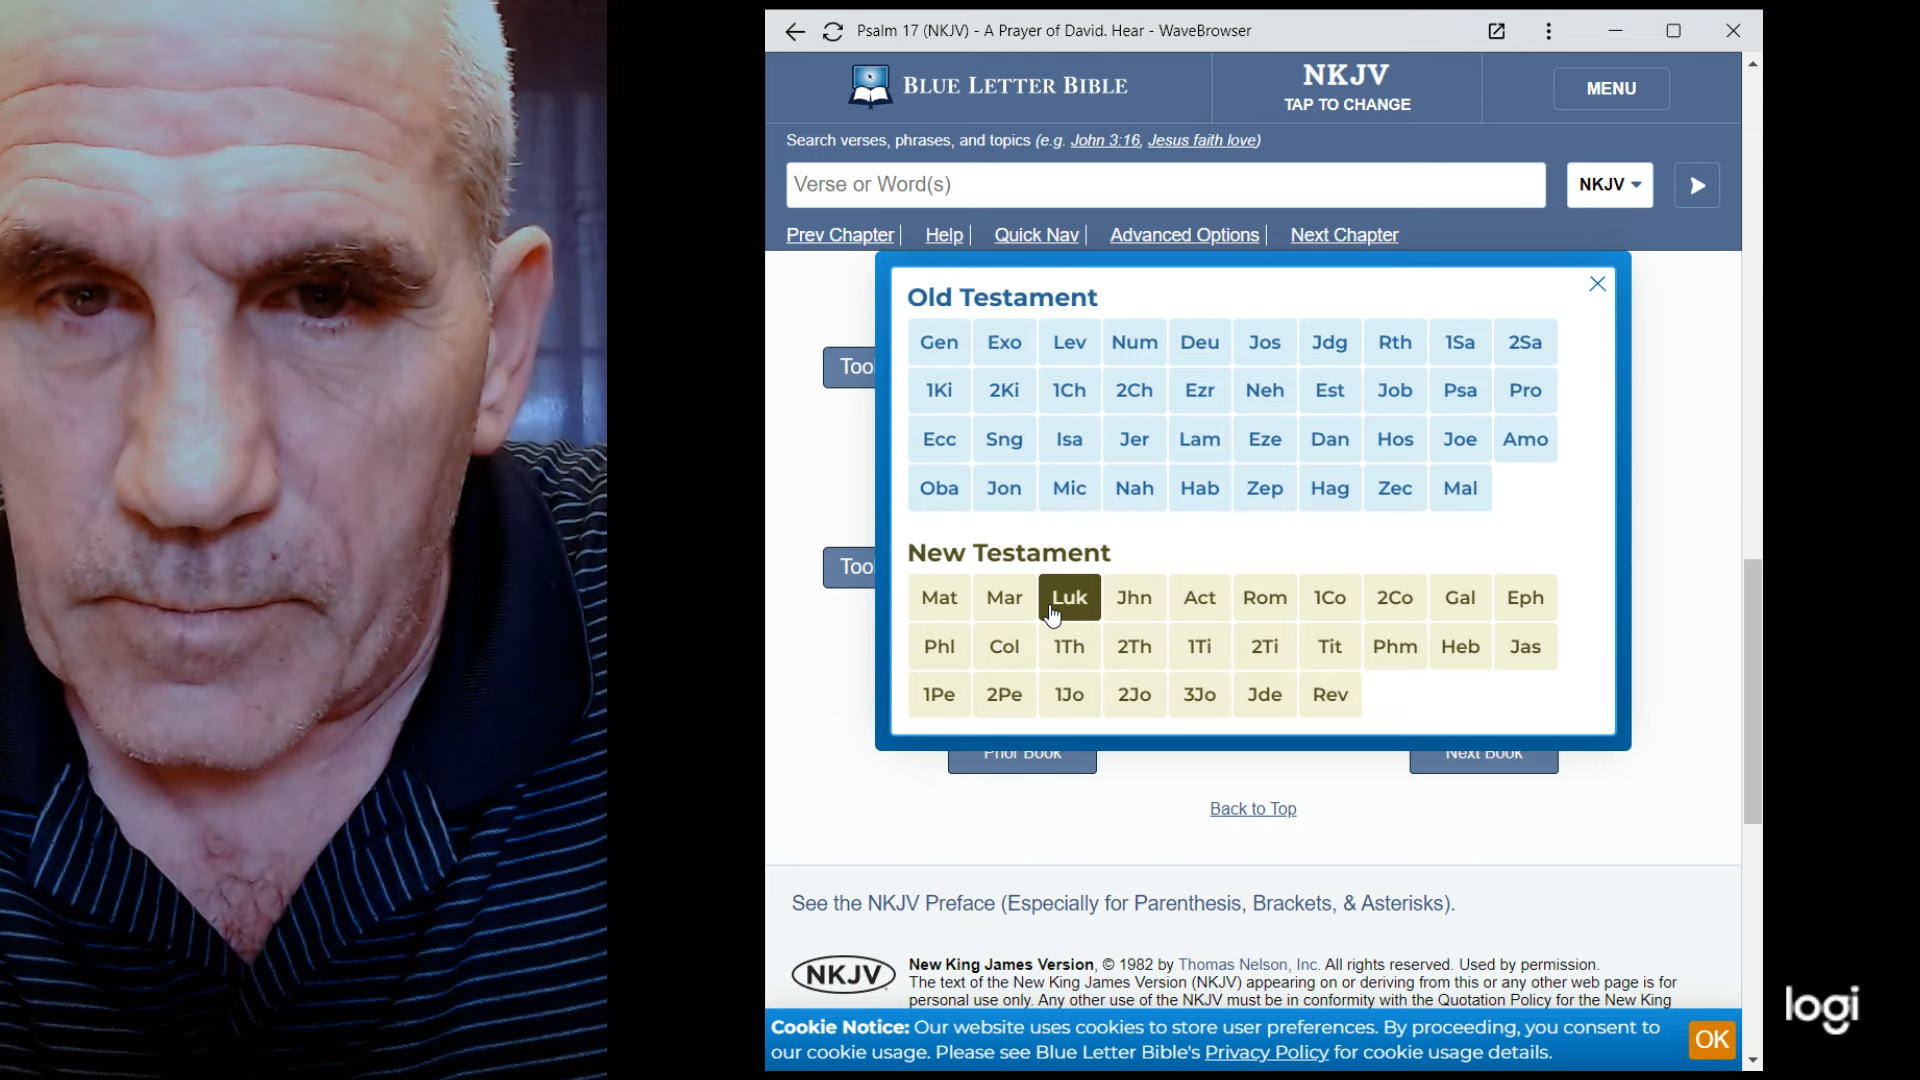 Psalm 17 (NKJV) - A Prayer of David. Hear - WaveBrowser
BLUE LETTER BIBLE
NKJV
TAP TO CHANGE
MENU
Search verses, phrases, and topics (e.g. John 3:16, Jesus faith love)
Verse or Word(s)
NKJV
Prev Chapter | Help | Quick Nav | Advanced Options | Next Chapter
Old Testament
Gen Exo Lev Num Deu Jos Jdg Rth 1Sa 2Sa
1Ki 2Ki 1Ch 2Ch Ezr Neh Est Job Psa Pro
Ecc Sng Isa Jer Lam Eze Dan Hos Joe Amo
Oba Jon Mic Nah Hab Zep Hag Zec Mal
Too
New Testament
Too
Mat Mar Luk Jhn Act Rom 1Co 2Co Gal Eph
Phl Col 1Th 2Th 1Ti 2Ti Tit Phm Heb Jas
1Pe 2Pe 1Jo 2Jo 3Jo Jde Rev
Prior Book
Next Book
Back to Top
See the NKJV Preface (Especially for Parenthesis, Brackets, & Asterisks).
NKJV
New King James Version, © 1982 by Thomas Nelson, Inc. All rights reserved. Used by permission.
The text of the New King James Version (NKJV) appearing on or deriving from this or any other web page is for
personal use only. Any other use of the NKJV must be in conformity with the Quotation Policy for the New King
Cookie Notice: Our website uses cookies to store user preferences. By proceeding, you consent to
our cookie usage. Please see Blue Letter Bible's Privacy Policy for cookie usage details.
OK
logi